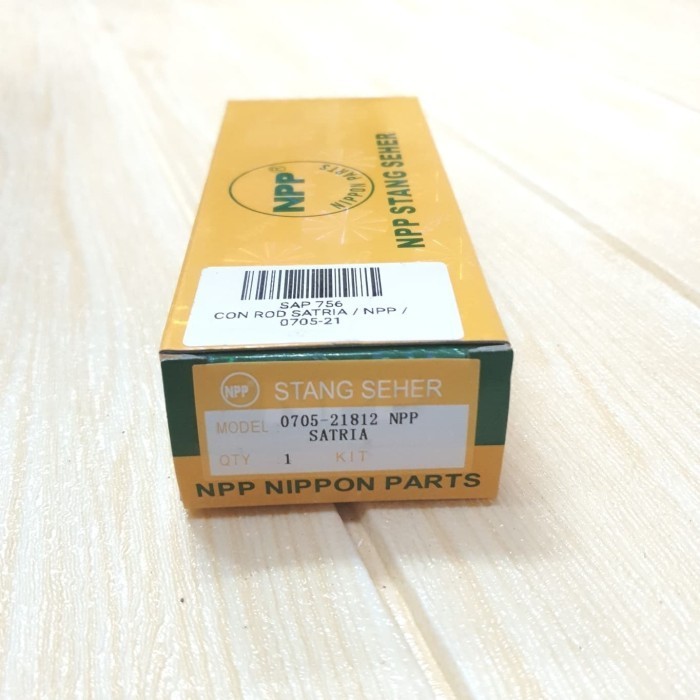 NPP®
NIPPON PARTS
NPP STANG SEHER
SAP 756
CON ROD SATRIA / NPP /
0705-21
NPP STANG SEHER
MODEL 0705-21812 NPP
SATRIA
QTY 1 KIT
NPP NIPPON PARTS